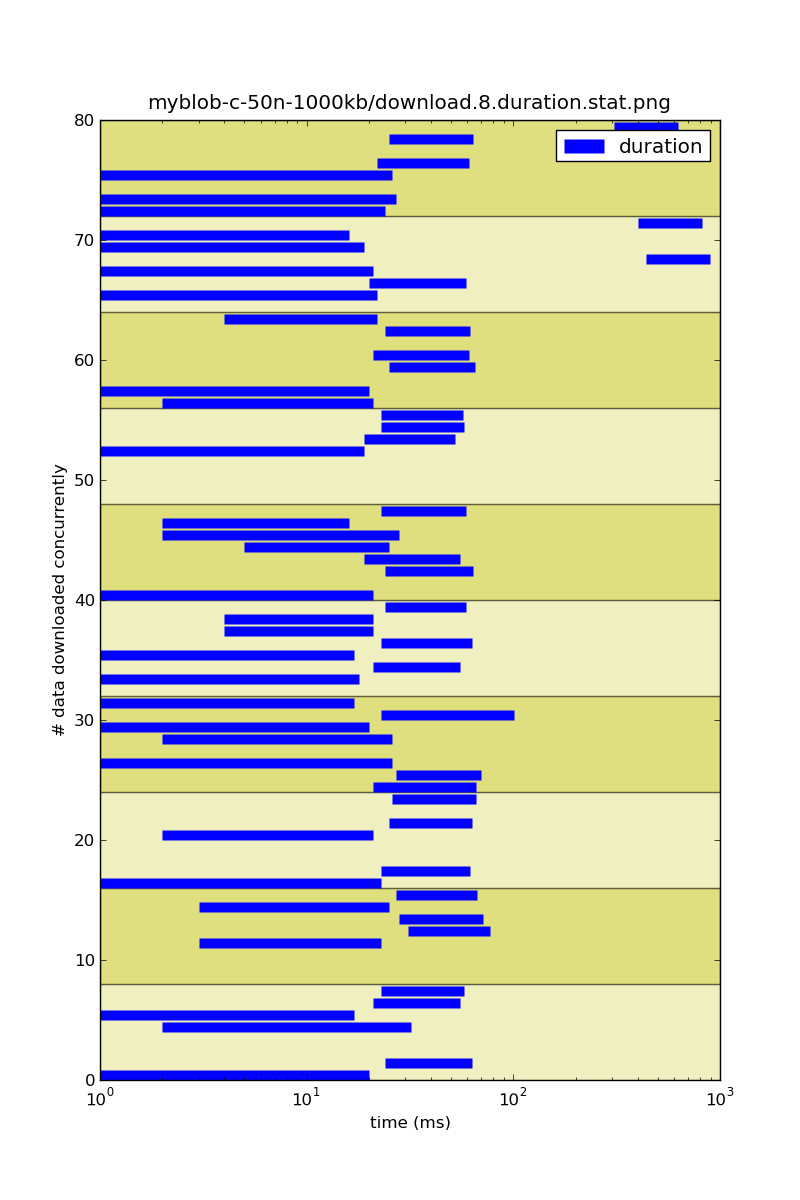 myblob-c-50n-1000kb/download.8.duration.stat.png
duration
# data downloaded concurrently
80
70
60
50
40
30
20
10
0
10^0 10^1 10^2 10^3
time (ms)